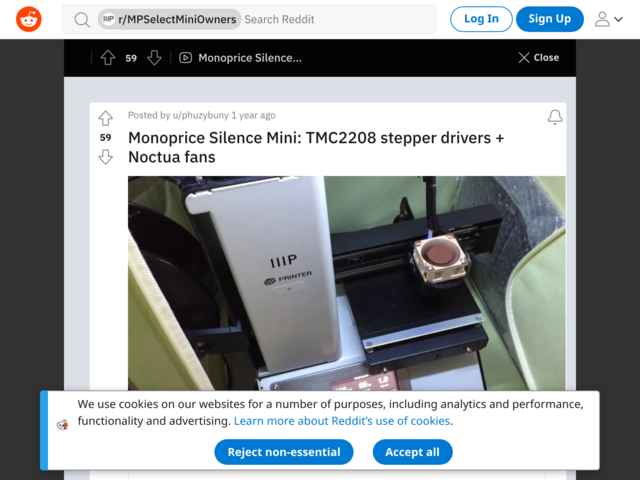 r/MPSelectMiniOwners Search Reddit Log In Sign Up
59 Monoprice Silence... Close
Posted by u/phuzybuny 1 year ago
59
Monoprice Silence Mini: TMC2208 stepper drivers +
Noctua fans
IIIP
PRINTER
We use cookies on our websites for a number of purposes, including analytics and performance,
functionality and advertising. Learn more about Reddit's use of cookies.
Reject non-essential Accept all